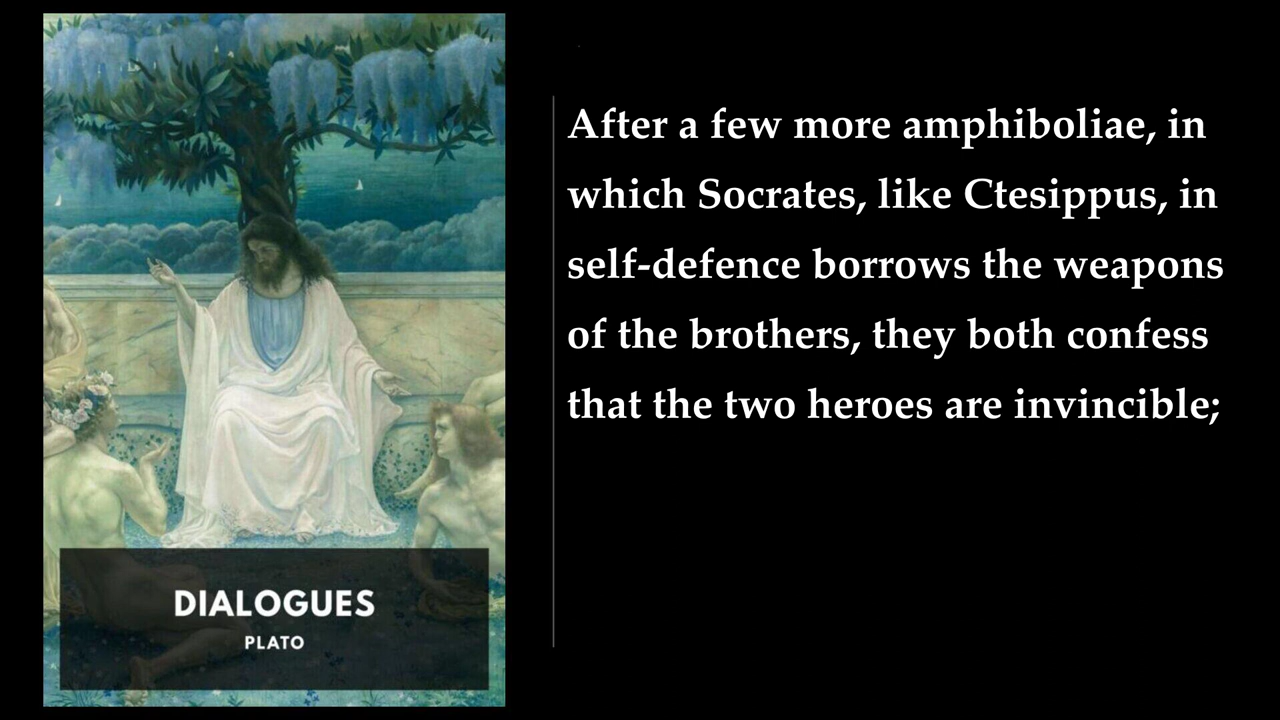 After a few more amphiboliae, in
which Socrates, like Ctesippus, in
self-defence borrows the weapons
of the brothers, they both confess
that the two heroes are invincible;
DIALOGUES
PLATO